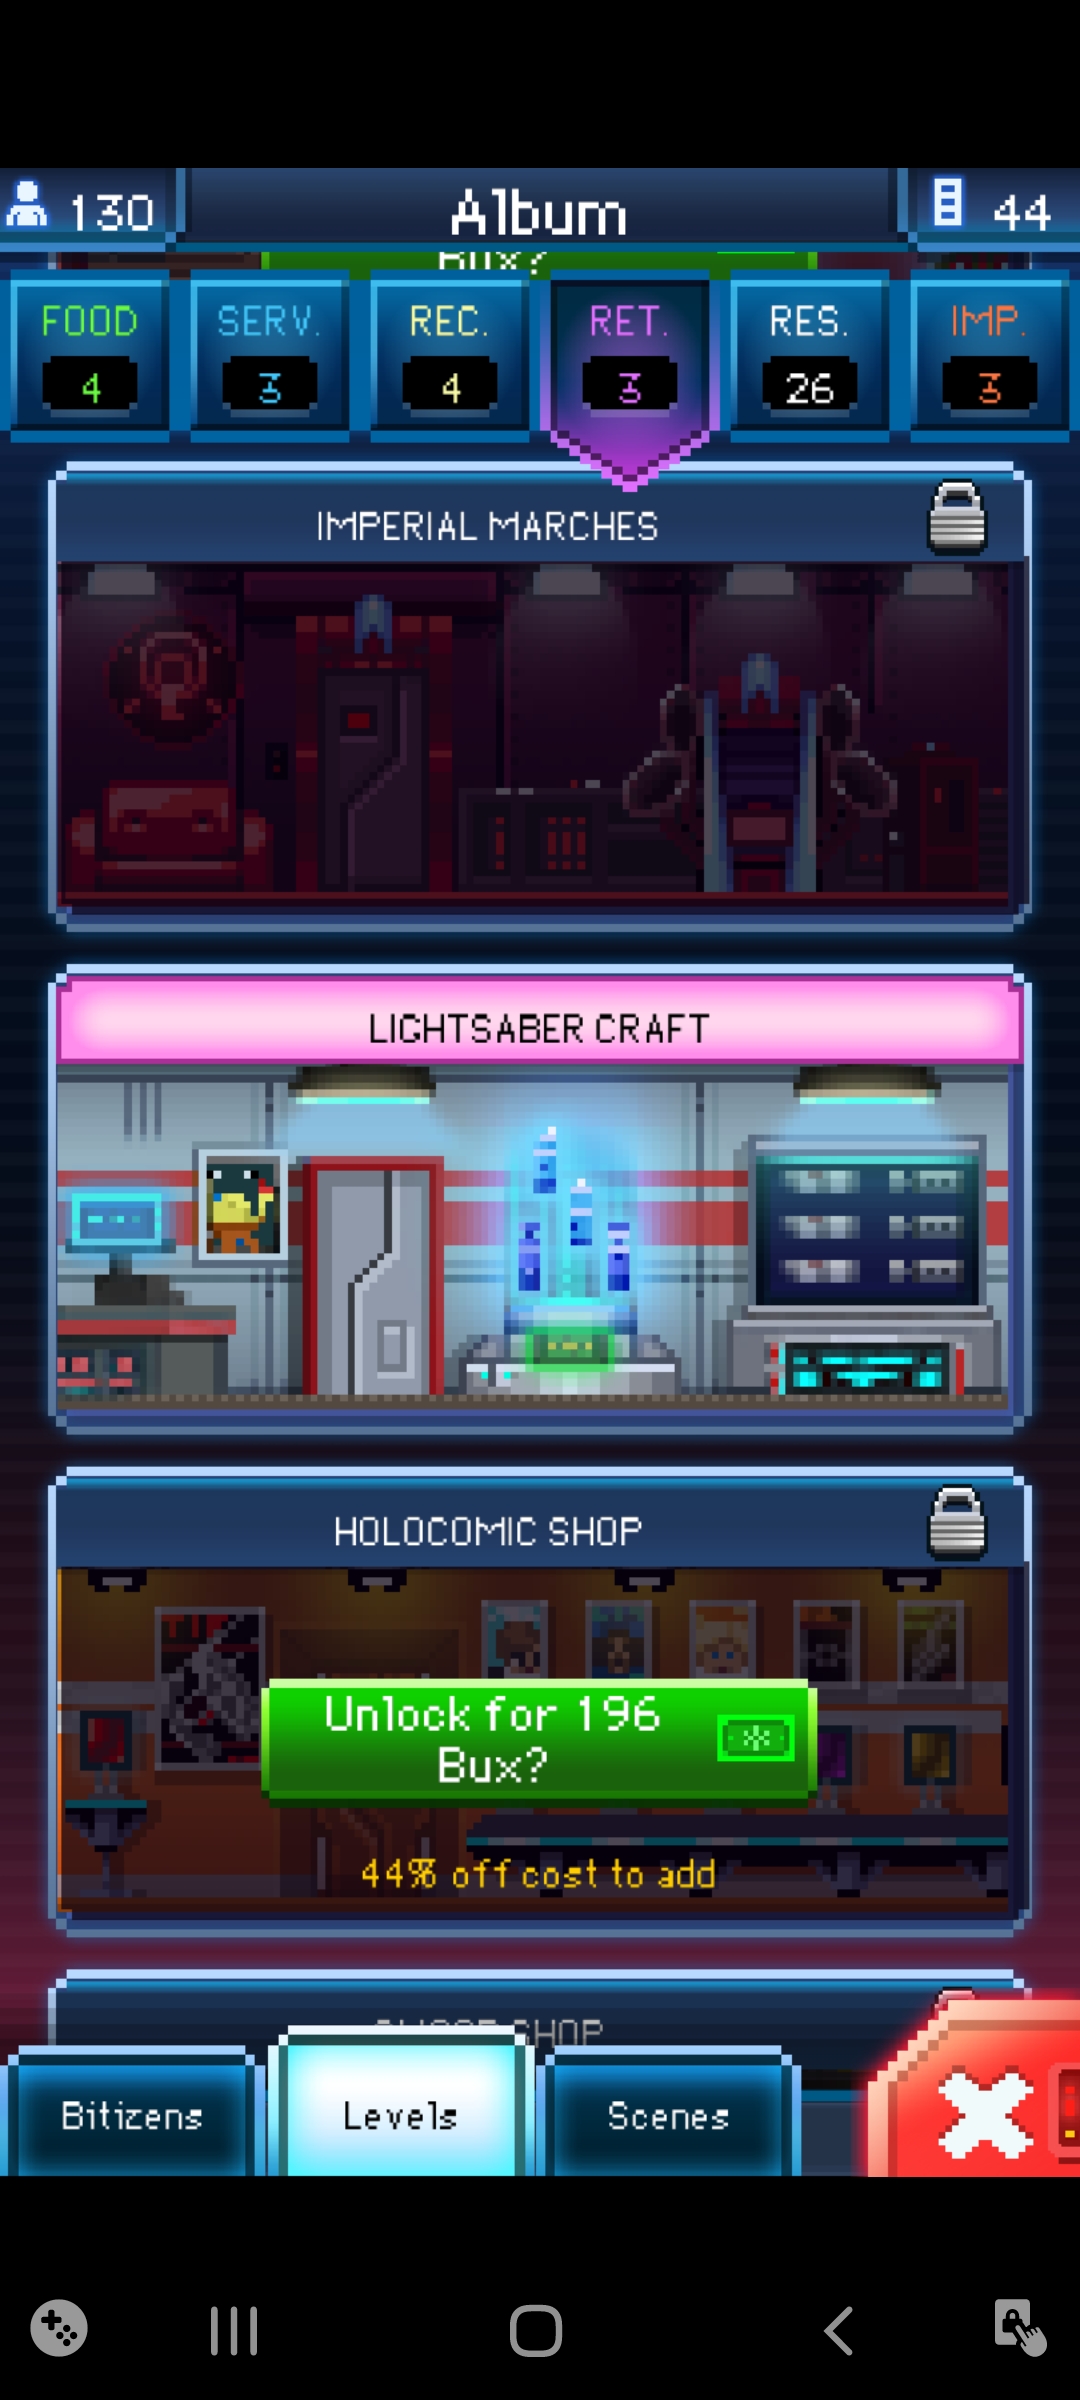 130
Album
44
Bux?
FOOD
SERV.
REC.
RET.
RES.
IMP.
4
3
4
3
26
3
IMPERIAL MARCHES
LIGHTSABER CRAFT
HOLOCOMIC SHOP
Unlock for 196
Bux?
44% off cost to add
SHOP
Bitizens
Levels
Scenes